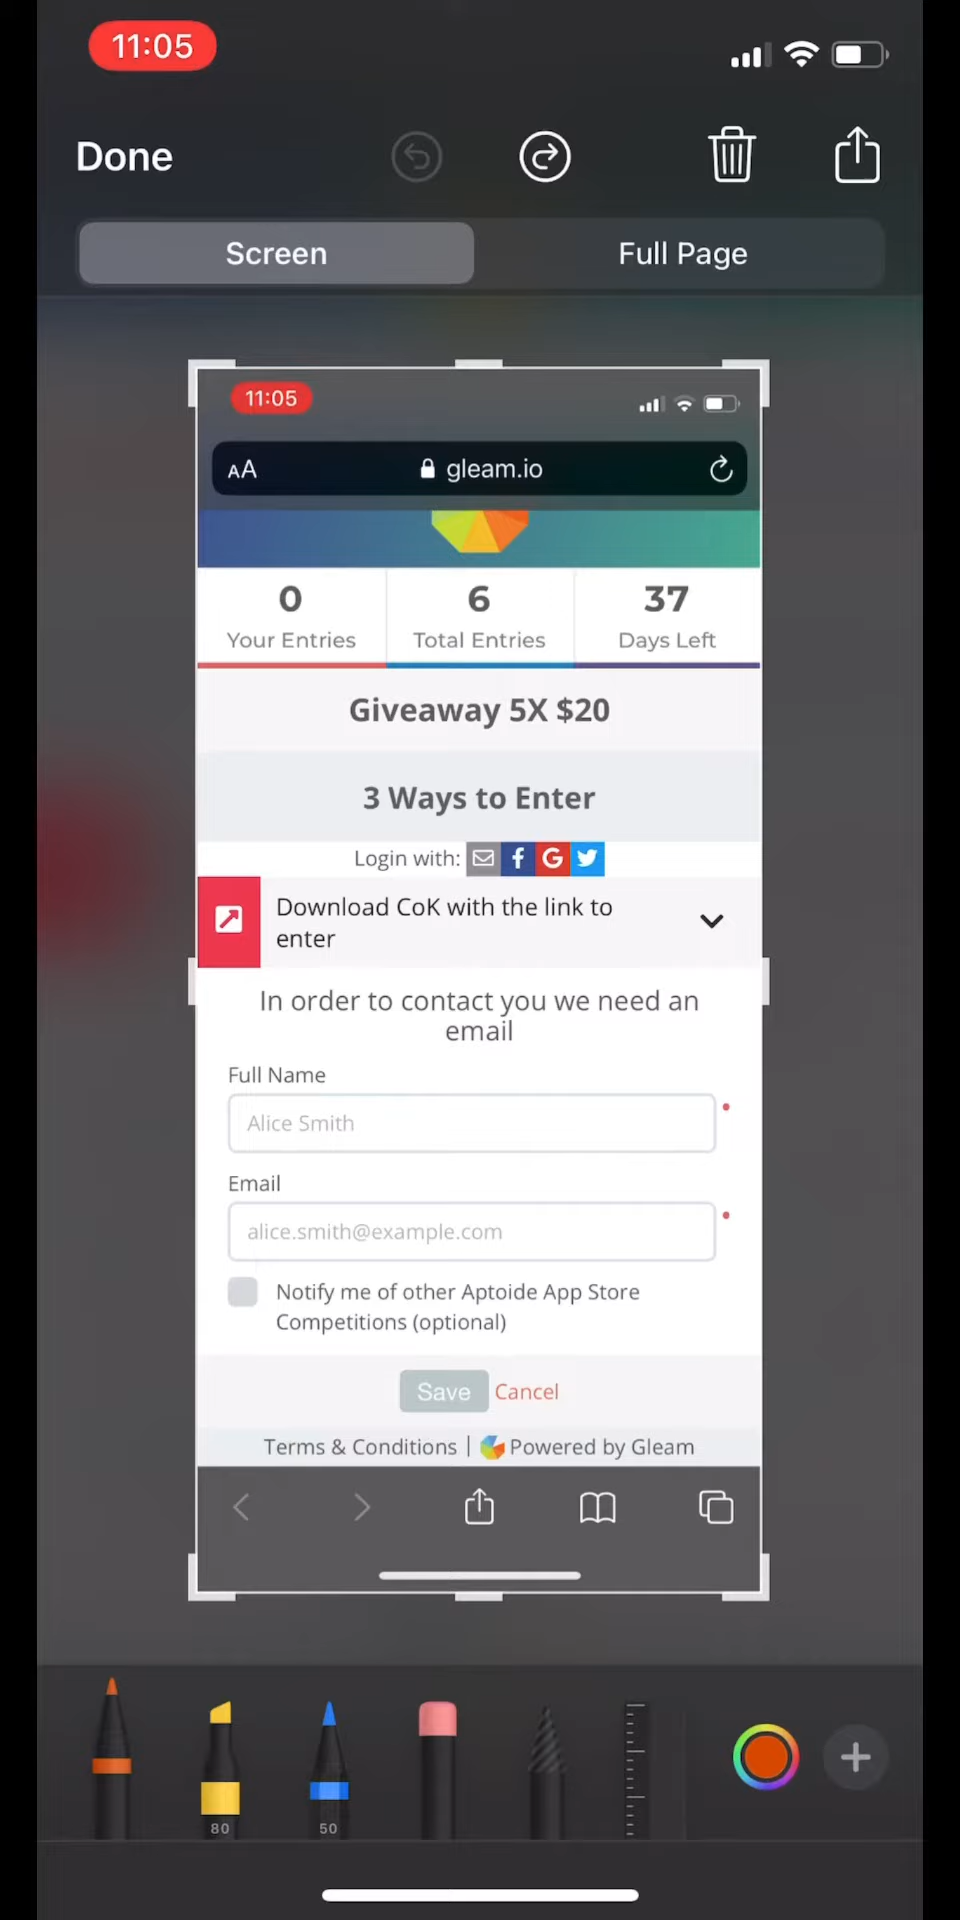 11:05
Done
Screen Full Page
11:05
AA gleam.io
0 6 37
Your Entries Total Entries Days Left
Giveaway 5X $20
3 Ways to Enter
Login with: f G
Download CoK with the link to
enter
In order to contact you we need an
email
Full Name
Alice Smith
Email
alice.smith@example.com
Notify me of other Aptoide App Store
Competitions (optional)
Save Cancel
Terms & Conditions | Powered by Gleam
80 50